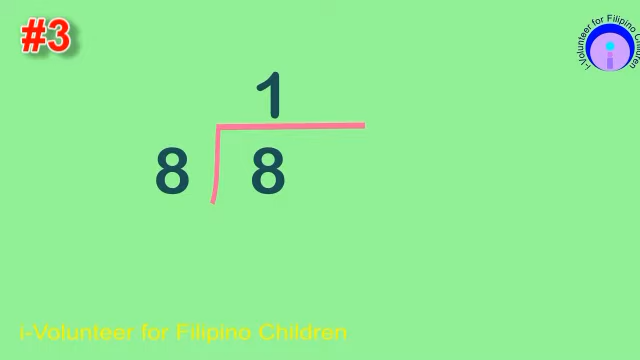 #3
i-Volunteer for Filipino Children
i
1
8 8
i-Volunteer for Filipino Children